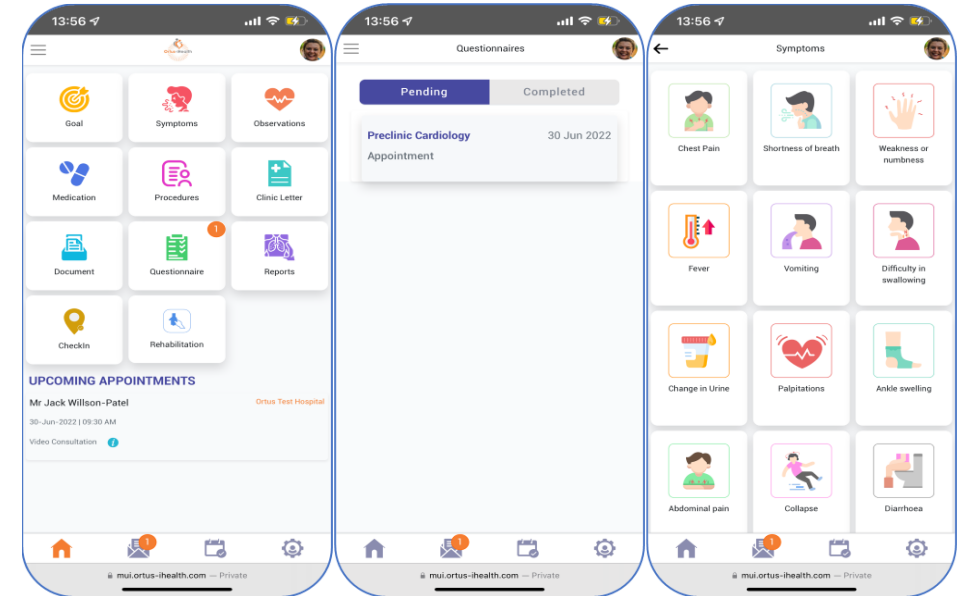 13:56
Ortus-iHealth
Goal
Symptoms
Observations
Medication
Procedures
Clinic Letter
1
Document
Questionnaire
Reports
CheckIn
Rehabilitation
UPCOMING APPOINTMENTS
Mr Jack Willson-Patel
Ortus Test Hospital
30-Jun-2022 | 09:30 AM
Video Consultation i
1
mui.ortus-ihealth.com — Private
13:56
Questionnaires
Pending
Completed
Preclinic Cardiology
30 Jun 2022
Appointment
1
mui.ortus-ihealth.com — Private
13:56
Symptoms
Chest Pain
Shortness of breath
Weakness or
numbness
Fever
Vomiting
Difficulty in
swallowing
Change in Urine
Palpitations
Ankle swelling
Abdominal pain
Collapse
Diarrhoea
1
mui.ortus-ihealth.com — Private